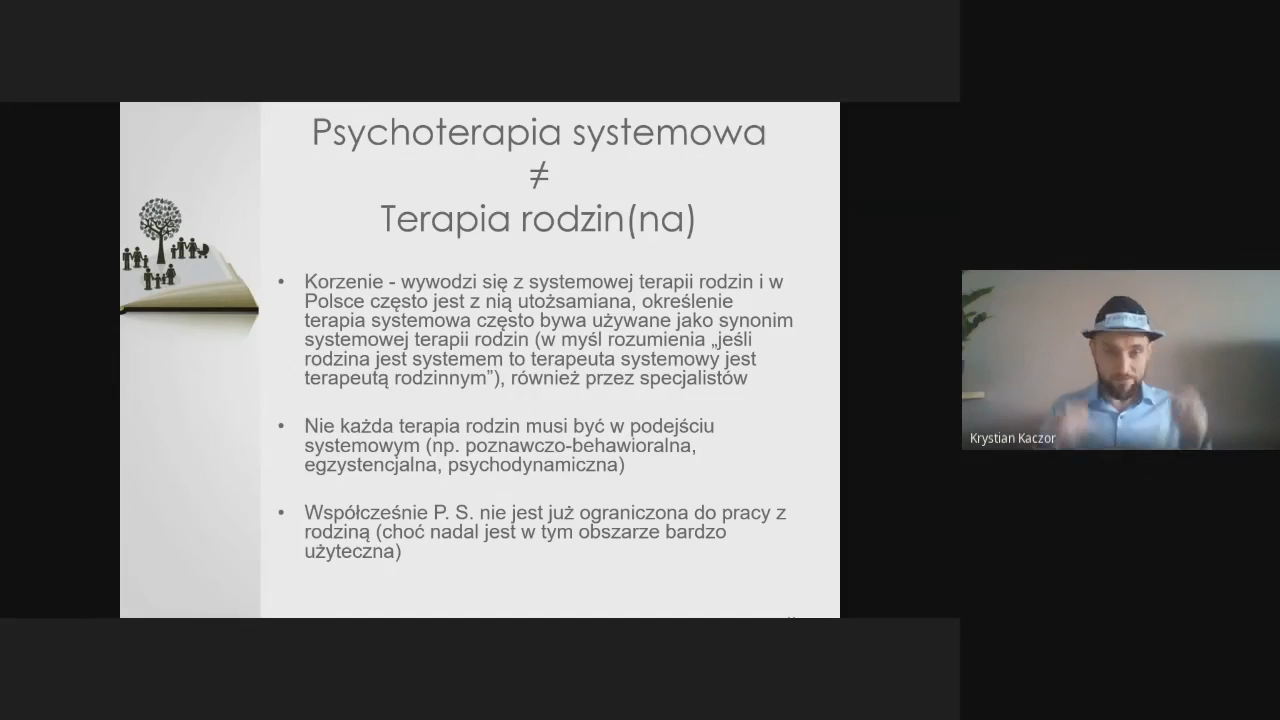 Psychoterapia systemowa
≠
Terapia rodzin(na)
• Korzenie - wywodzi się z systemowej terapii rodzin i w
Polsce często jest z nią utożsamiana, określenie
terapia systemowa często bywa używane jako synonim
systemowej terapii rodzin (w myśl rozumienia „jeśli
rodzina jest systemem to terapeuta systemowy jest
terapeutą rodzinnym”), również przez specjalistów
• Nie każda terapia rodzin musi być w podejściu
systemowym (np. poznawczo-behawioralna,
egzystencjalna, psychodynamiczna)
• Współcześnie P. S. nie jest już ograniczona do pracy z
rodziną (choć nadal jest w tym obszarze bardzo
użyteczna)
Krystian Kaczor